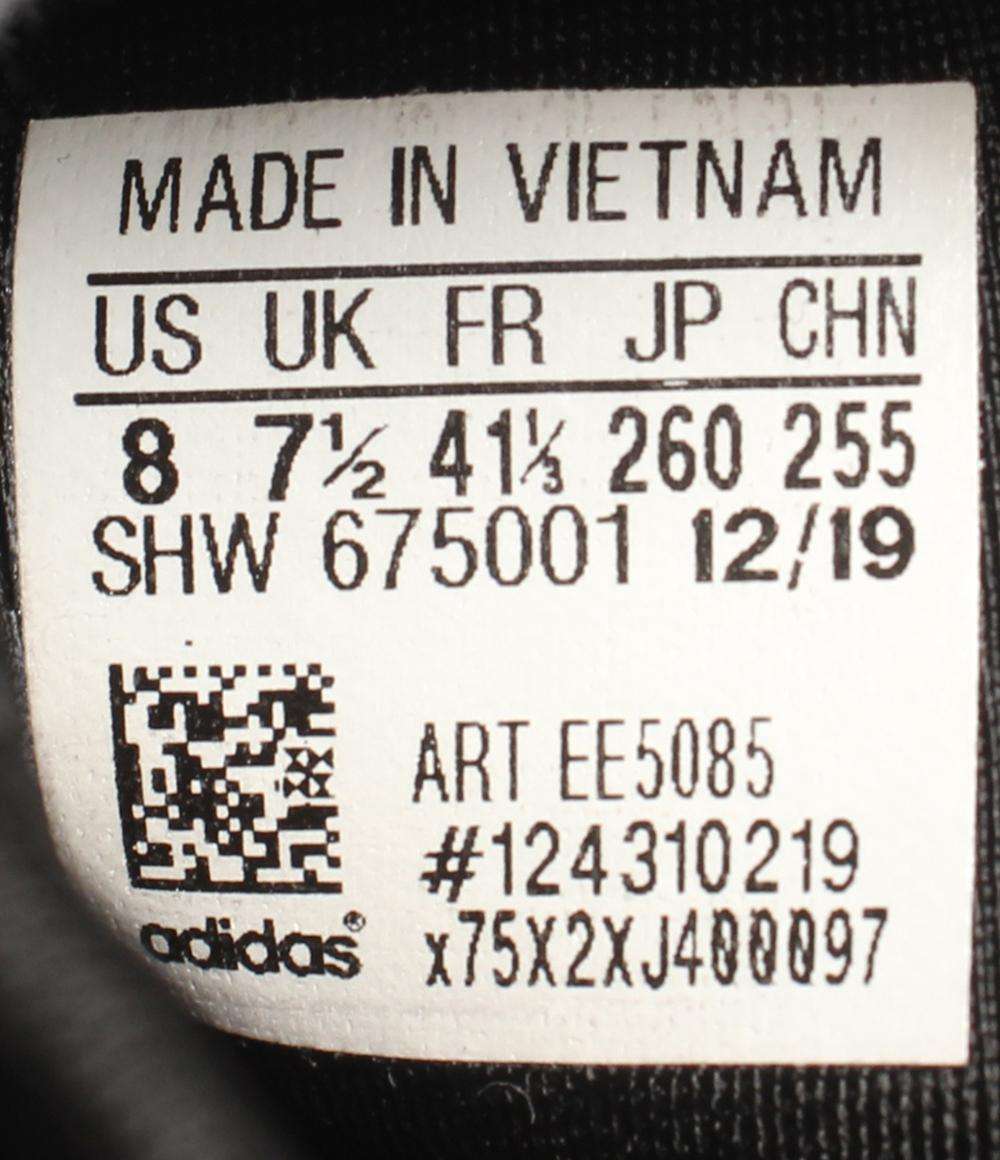 MADE IN VIETNAM
US UK FR JP CHN
8 7½ 41⅓ 260 255
SHW 675001 12/19
ART EE5085
#124310219
adidas® x75X2XJ400097